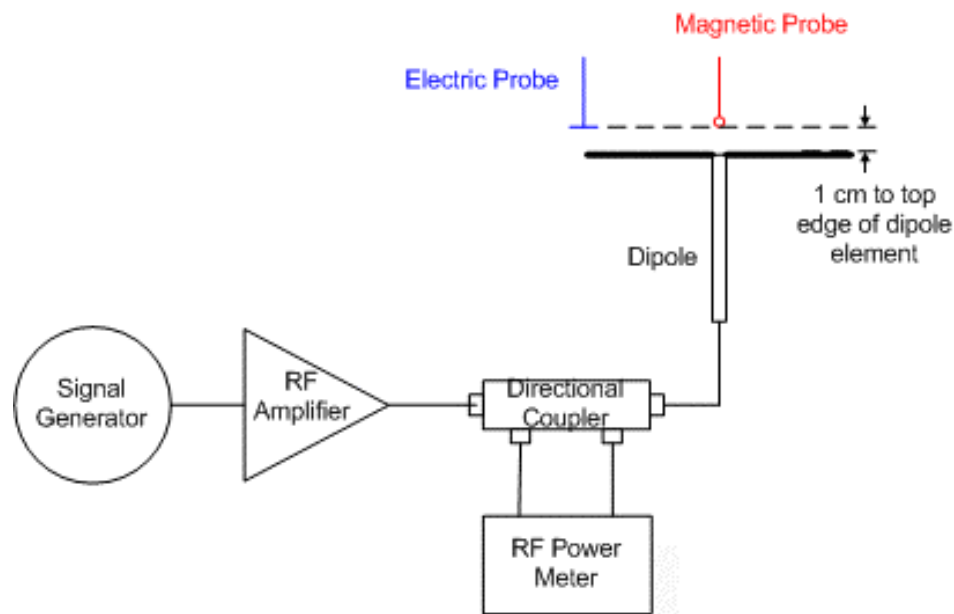 Magnetic Probe
Electric Probe
1 cm to top
edge of dipole
element
Dipole
Signal
Generator
RF
Amplifier
Directional
Coupler
RF Power
Meter